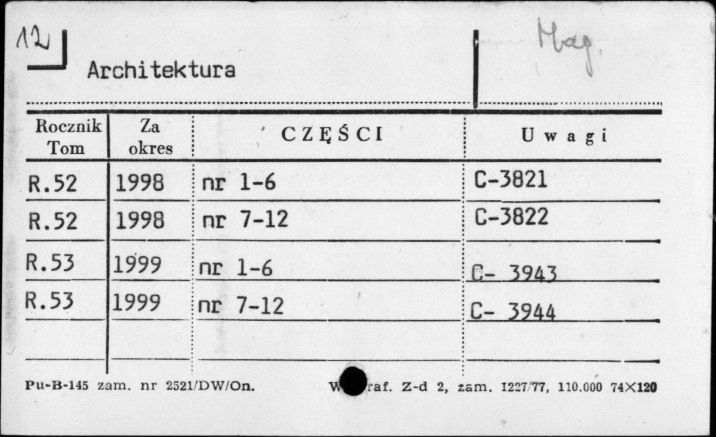 12
Mag.
Architektura
Rocznik Tom Za okres CZĘŚCI Uwagi
R.52 1998 nr 1-6 C-3821
R.52 1998 nr 7-12 C-3822
R.53 1999 nr 1-6 C- 3943
R.53 1999 nr 7-12 C- 3944
Pu-B-145 zam. nr 2521/DW/On. raf. Z-d 2, zam. 1227/77, 110.000 74×120